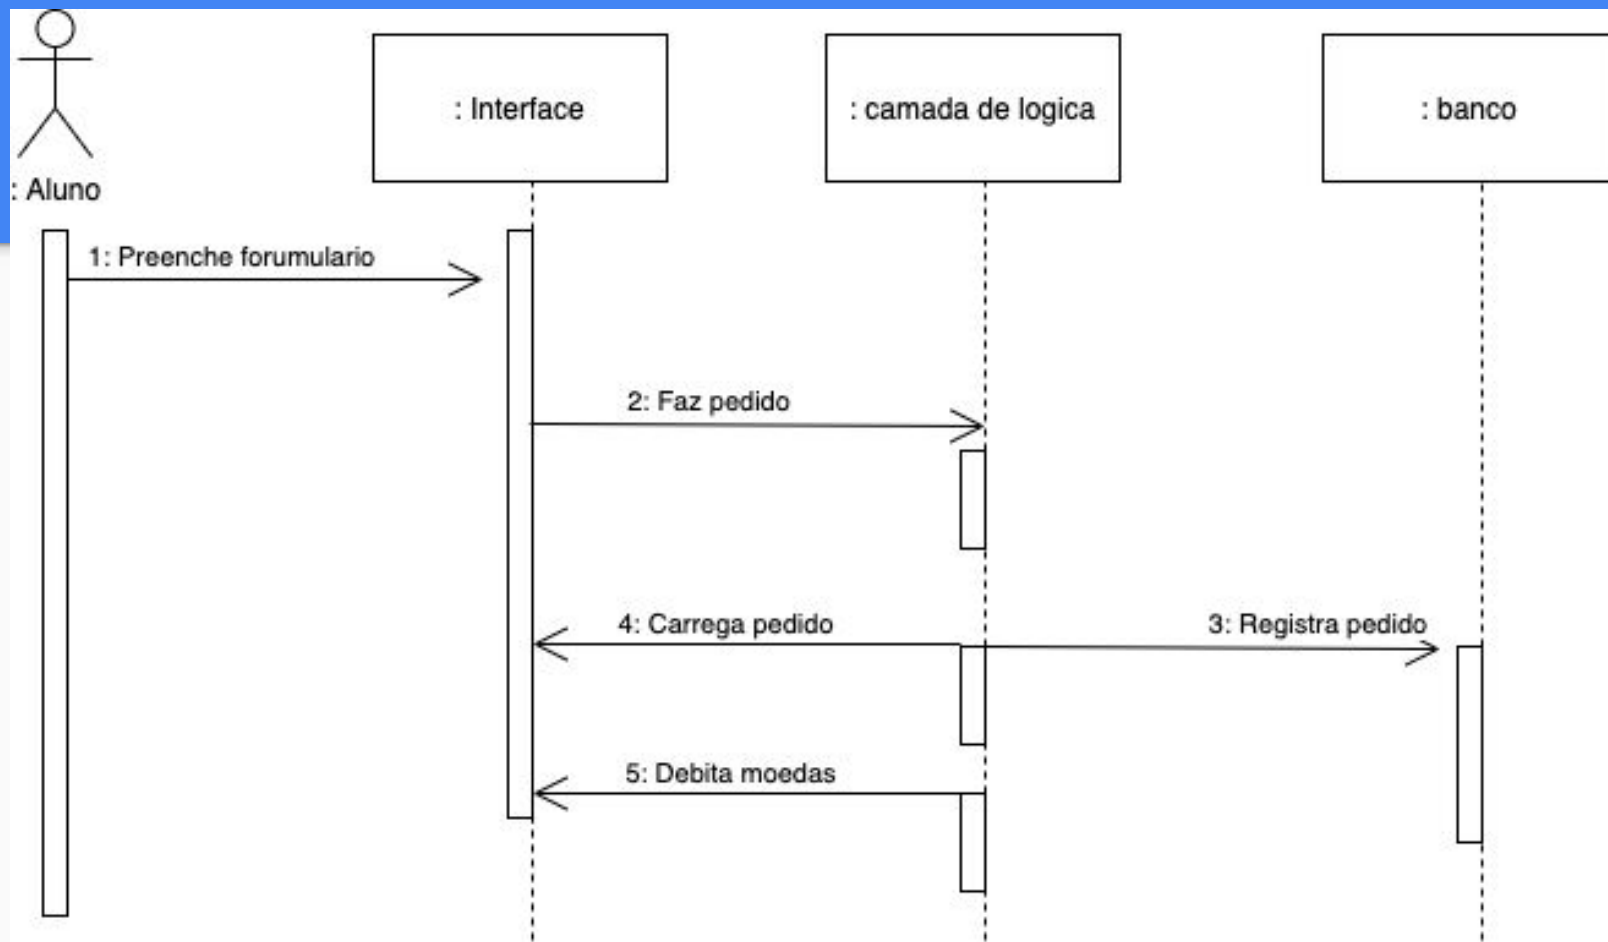 : Interface
: camada de logica
: banco
: Aluno
1: Preenche forumulario
2: Faz pedido
4: Carrega pedido
3: Registra pedido
5: Debita moedas